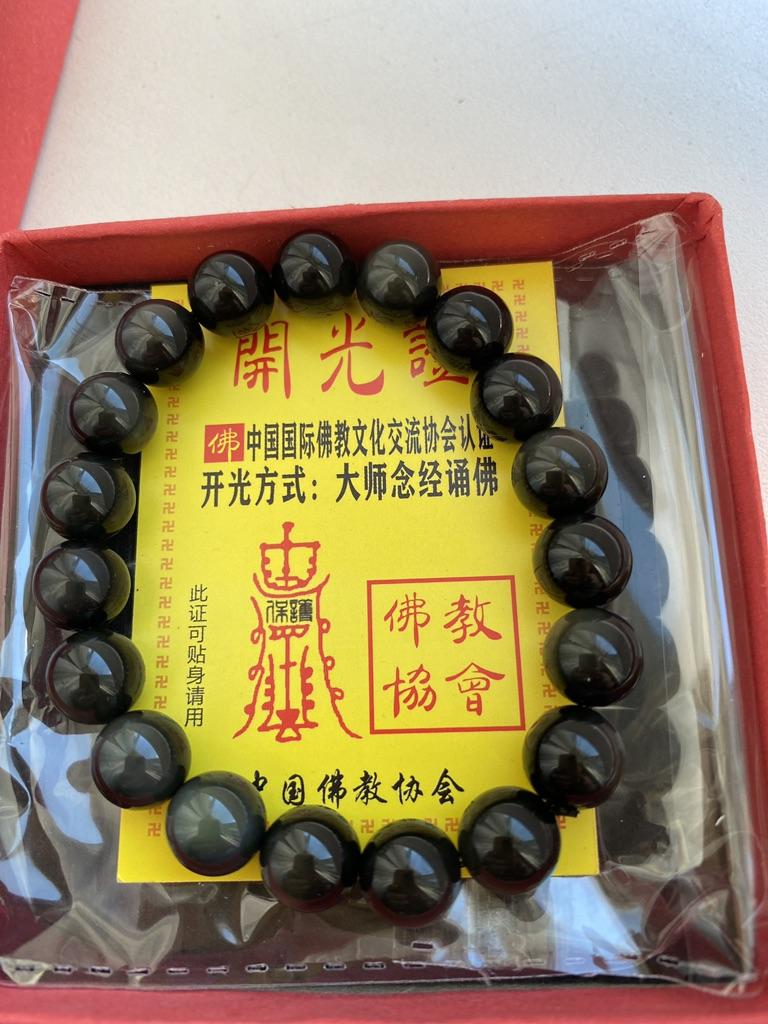 開光證
佛 中国国际佛教文化交流协会认证
开光方式：大师念经诵佛
保護
此证可贴身请用
佛教
協會
中国佛教协会